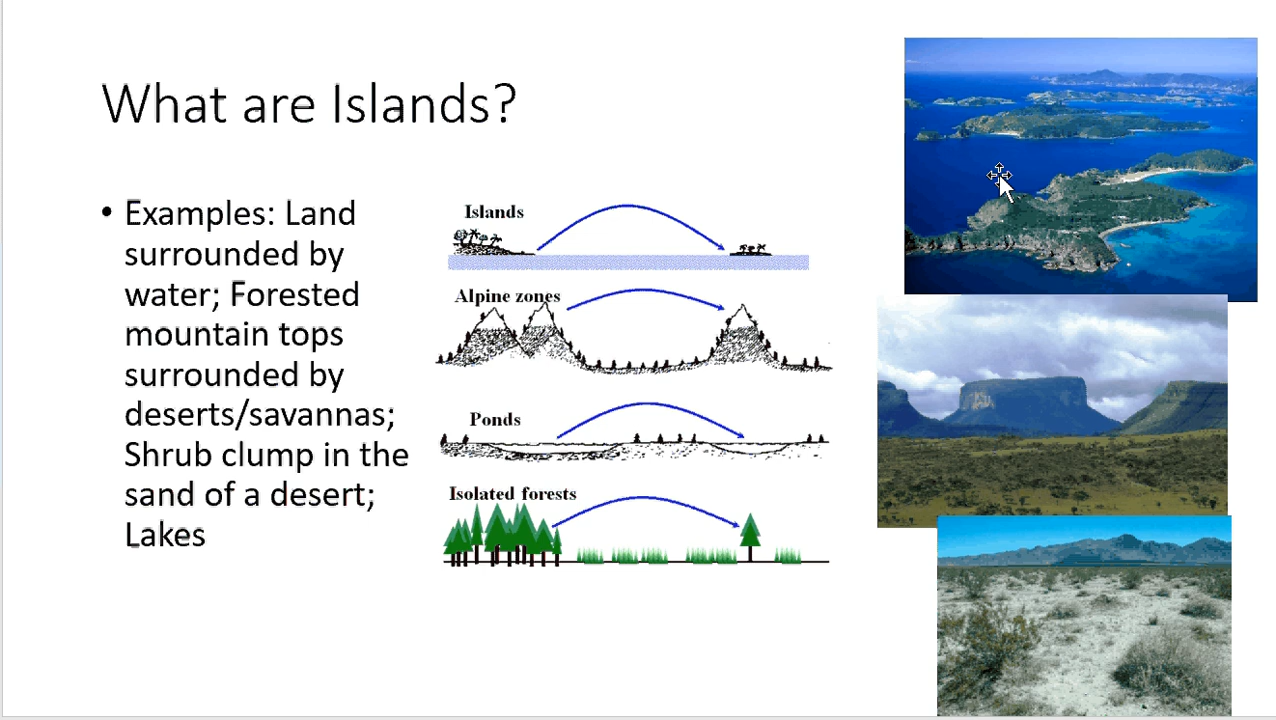 What are Islands?
• Examples: Land
surrounded by
water; Forested
mountain tops
surrounded by
deserts/savannas;
Shrub clump in the
sand of a desert;
Lakes
Islands
Alpine zones
Ponds
Isolated forests